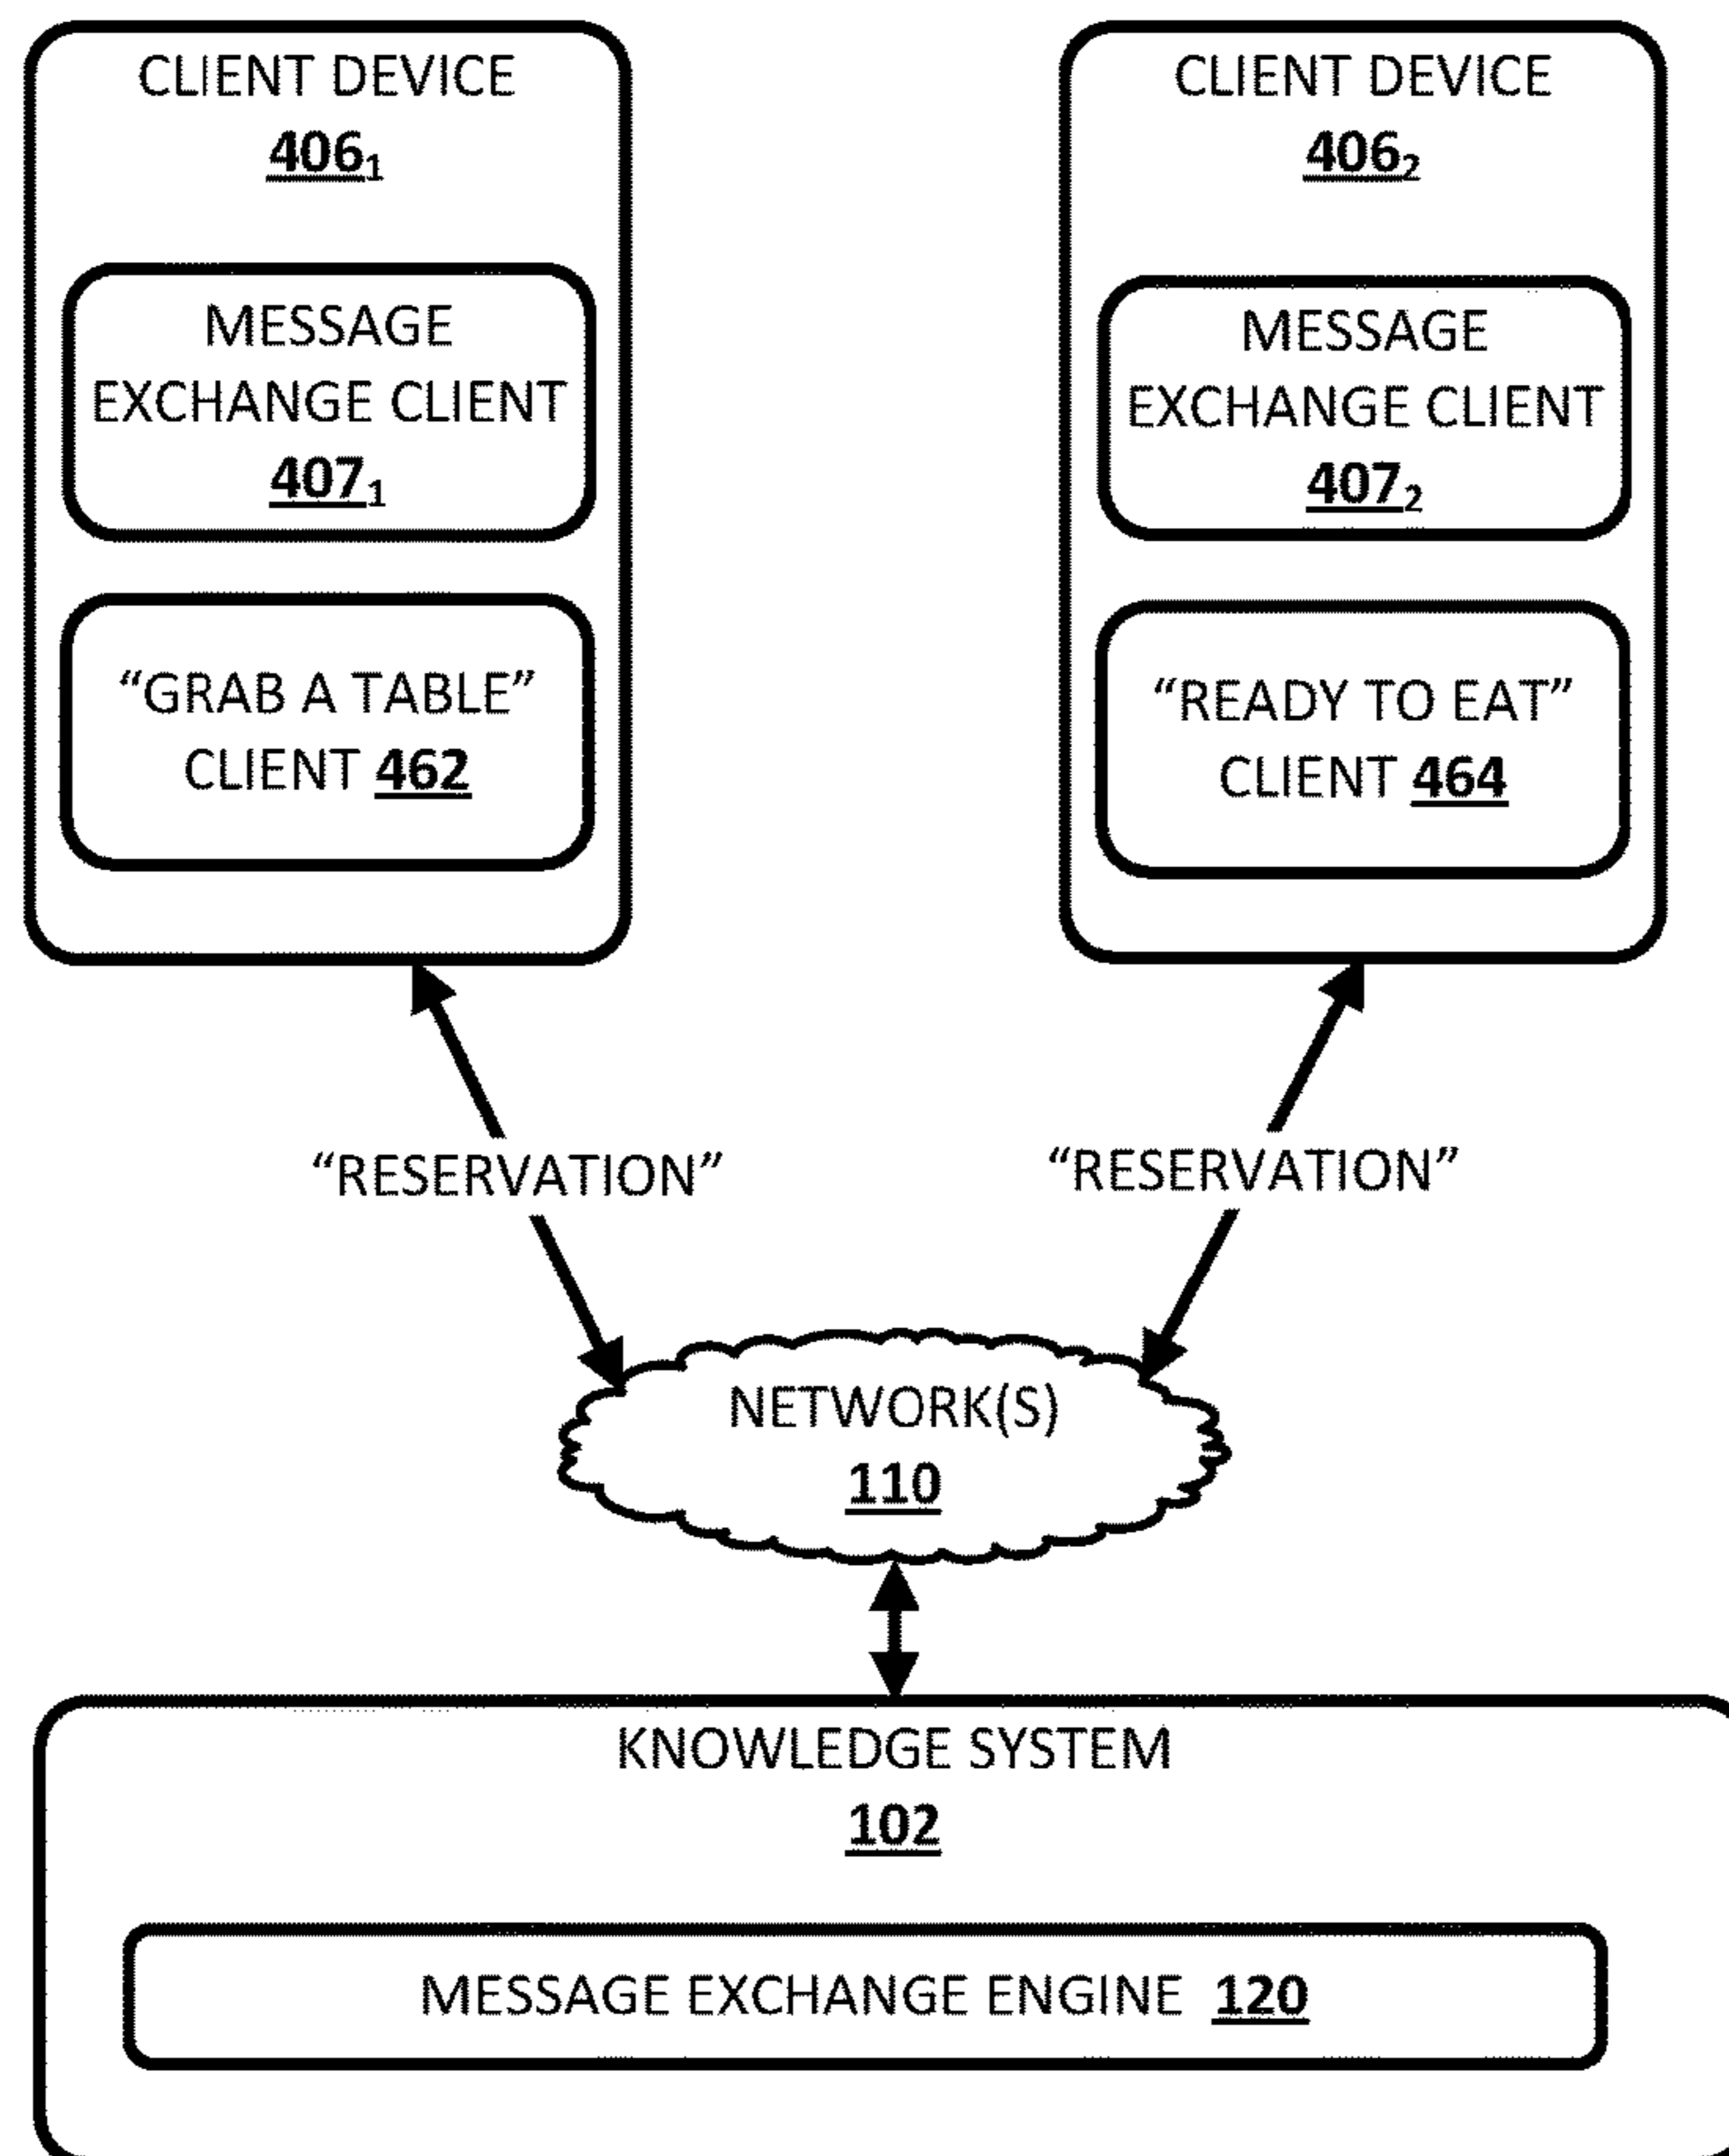 CLIENT DEVICE
406₁
MESSAGE
EXCHANGE CLIENT
407₁
“GRAB A TABLE”
CLIENT 462
CLIENT DEVICE
406₂
MESSAGE
EXCHANGE CLIENT
407₂
“READY TO EAT”
CLIENT 464
“RESERVATION”
“RESERVATION”
NETWORK(S)
110
KNOWLEDGE SYSTEM
102
MESSAGE EXCHANGE ENGINE 120